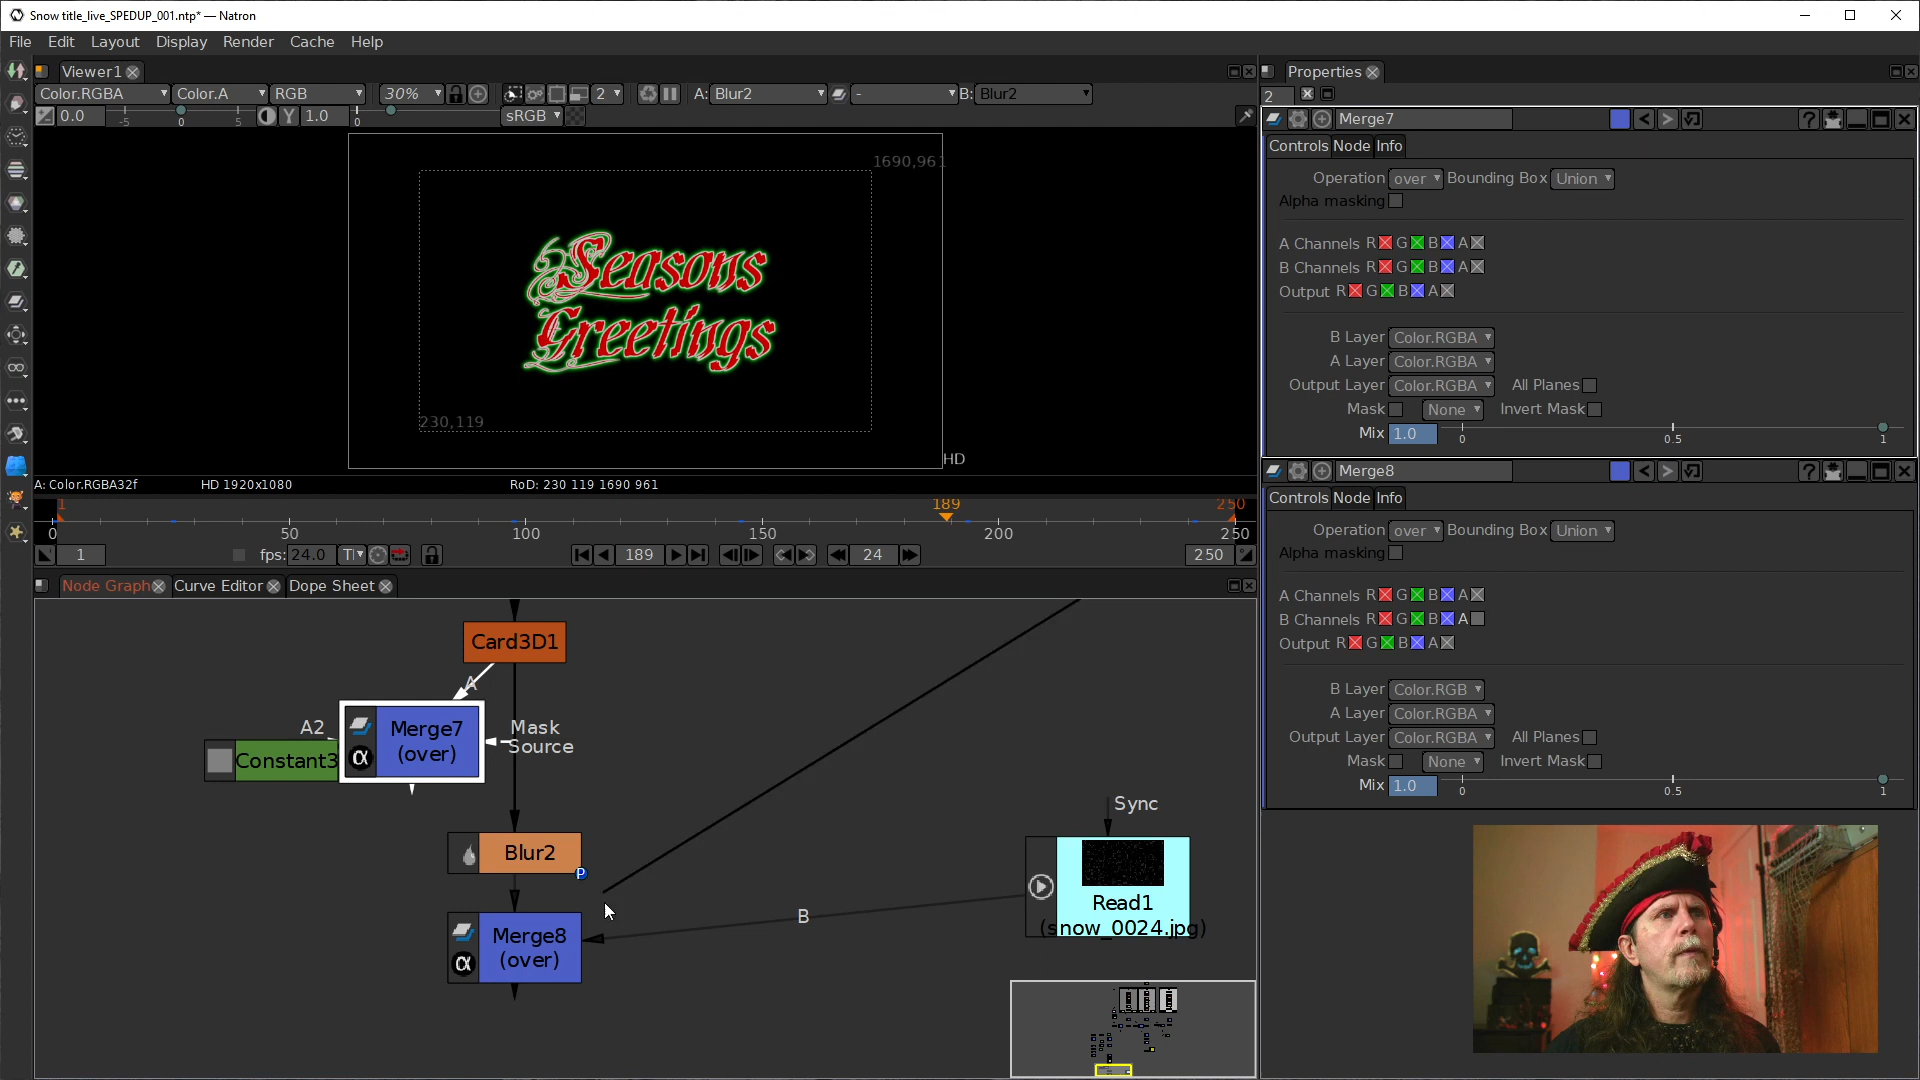 Snow title_live_SPEDUP_001.ntp* — Natron
File Edit Layout Display Render Cache Help
Viewer1
Color.RGBA Color.A RGB 30% 2 A: Blur2 - B: Blur2
0.0 -5 0 5 Y 1.0 0 sRGB
1690,961
Seasons
Greetings
230,119
HD
A: Color.RGBA32f HD 1920x1080 RoD: 230 119 1690 961
1 189 250
0 50 100 150 200 250
1 fps: 24.0 TI 189 24 250
Node Graph Curve Editor Dope Sheet
Card3D1
A
A2
Merge7
(over)
Mask
Source
Constant3
Sync
Blur2
P
Read1
(snow_0024.jpg)
B
Merge8
(over)
α
α
Properties
2
Merge7 ?
Controls Node Info
Operation over Bounding Box Union
Alpha masking
A Channels R G B A
B Channels R G B A
Output R G B A
B Layer Color.RGBA
A Layer Color.RGBA
Output Layer Color.RGBA All Planes
Mask None Invert Mask
Mix 1.0 0 0.5 1
Merge8 ?
Controls Node Info
Operation over Bounding Box Union
Alpha masking
A Channels R G B A
B Channels R G B A
Output R G B A
B Layer Color.RGB
A Layer Color.RGBA
Output Layer Color.RGBA All Planes
Mask None Invert Mask
Mix 1.0 0 0.5 1